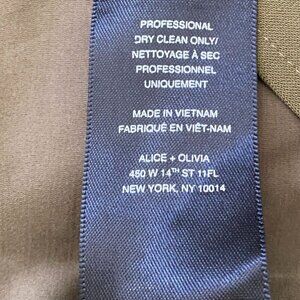 PROFESSIONAL
DRY CLEAN ONLY/
NETTOYAGE À SEC
PROFESSIONNEL
UNIQUEMENT
MADE IN VIETNAM
FABRIQUÉ EN VIÊT-NAM
ALICE + OLIVIA
450 W 14TH ST 11FL
NEW YORK, NY 10014